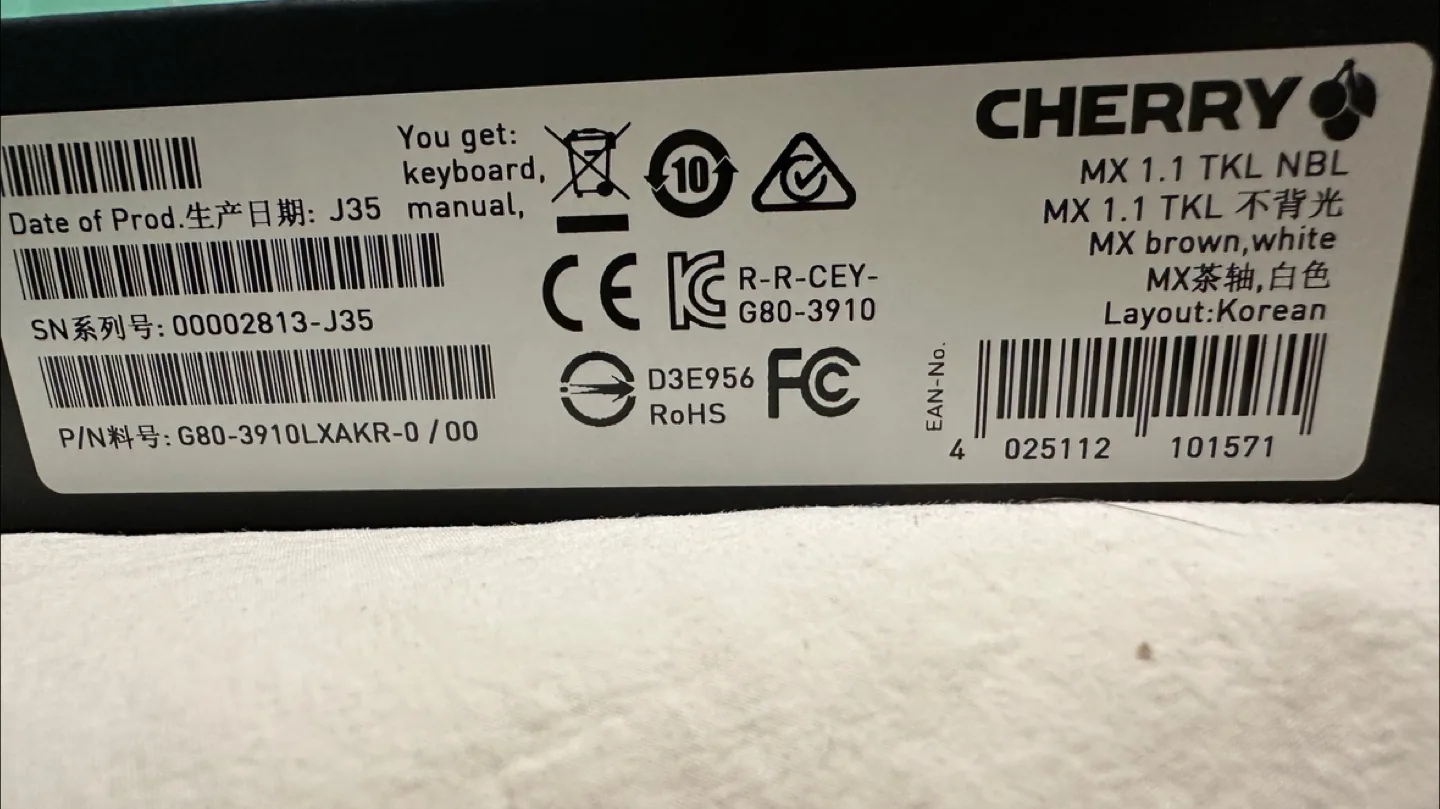 Date of Prod.生产日期: J35
SN系列号: 00002813-J35
P/N料号: G80-3910LXAKR-0 / 00
You get:
keyboard,
manual,
10
CE
R-R-CEY-
G80-3910
D3E956
RoHS
FC
CHERRY
MX 1.1 TKL NBL
MX 1.1 TKL 不背光
MX brown,white
MX茶轴,白色
Layout:Korean
EAN-No.
4 025112 101571